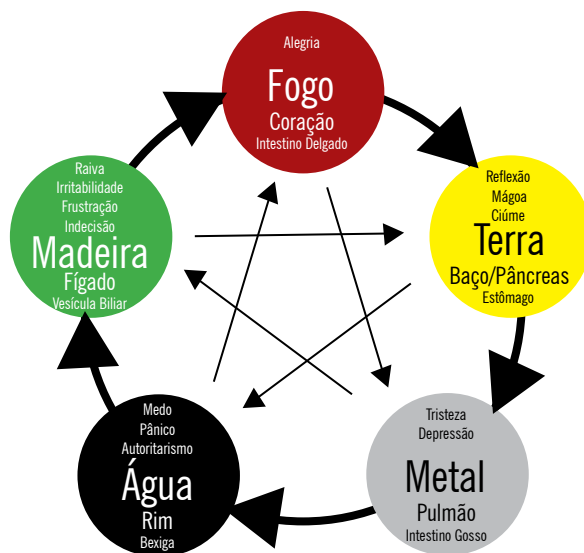 Alegria
Fogo
Coração
Intestino Delgado
Reflexão
Mágoa
Ciúme
Terra
Baço/Pâncreas
Estômago
Tristeza
Depressão
Metal
Pulmão
Intestino Gosso
Medo
Pânico
Autoritarismo
Água
Rim
Bexiga
Raiva
Irritabilidade
Frustração
Indecisão
Madeira
Fígado
Vesícula Biliar